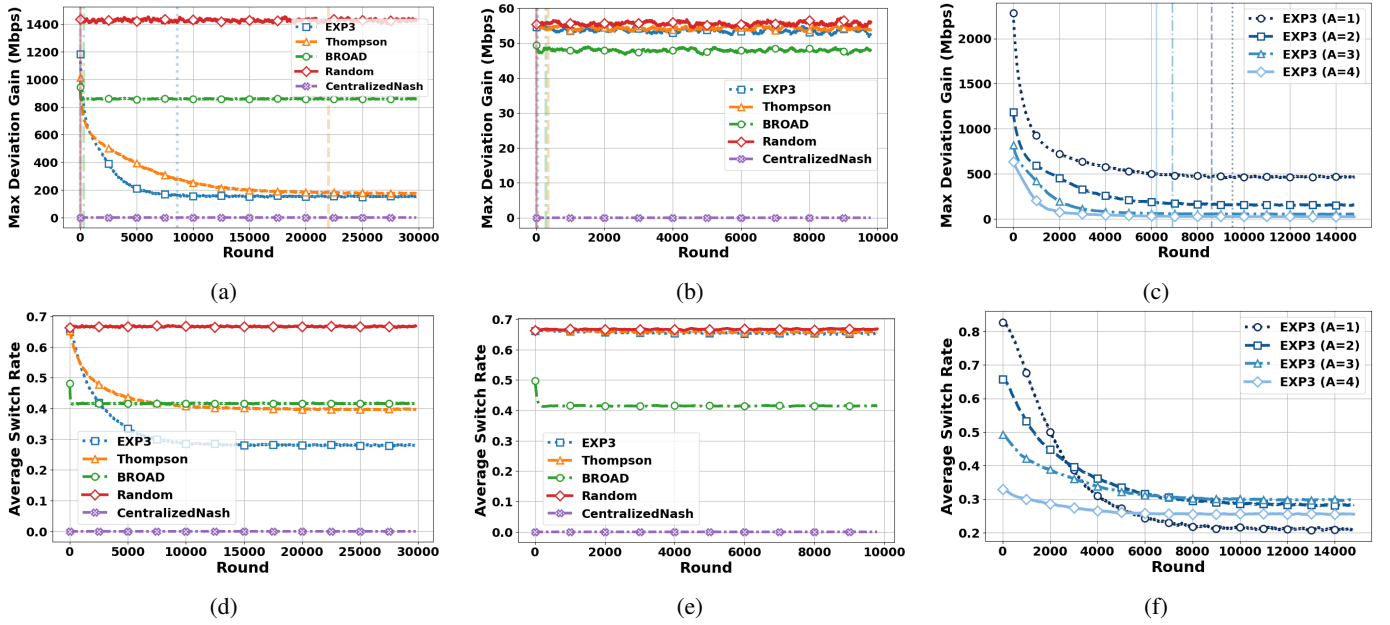 Max Deviation Gain (Mbps)
1400
1200
1000
800
600
400
200
0
EXP3
Thompson
BROAD
Random
CentralizedNash
0 5000 10000 15000 20000 25000 30000
Round
(a)
Max Deviation Gain (Mbps)
60
50
40
30
20
10
0
EXP3
Thompson
BROAD
Random
CentralizedNash
0 2000 4000 6000 8000 10000
Round
(b)
Max Deviation Gain (Mbps)
2000
1500
1000
500
0
EXP3 (A=1)
EXP3 (A=2)
EXP3 (A=3)
EXP3 (A=4)
0 2000 4000 6000 8000 10000 12000 14000
Round
(c)
Average Switch Rate
0.7
0.6
0.5
0.4
0.3
0.2
0.1
0.0
EXP3
Thompson
BROAD
Random
CentralizedNash
0 5000 10000 15000 20000 25000 30000
Round
(d)
Average Switch Rate
0.7
0.6
0.5
0.4
0.3
0.2
0.1
0.0
EXP3
Thompson
BROAD
Random
CentralizedNash
0 2000 4000 6000 8000 10000
Round
(e)
Average Switch Rate
0.8
0.7
0.6
0.5
0.4
0.3
0.2
EXP3 (A=1)
EXP3 (A=2)
EXP3 (A=3)
EXP3 (A=4)
0 2000 4000 6000 8000 10000 12000 14000
Round
(f)